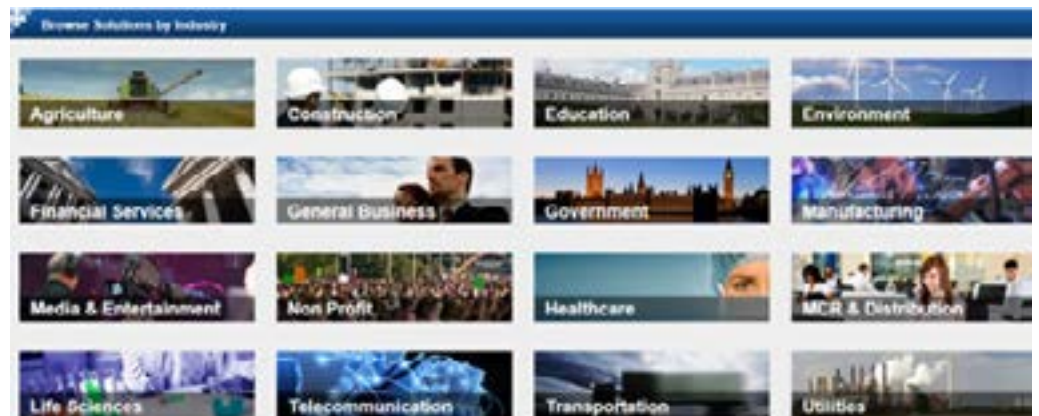 Browse Solutions by Industry
Agriculture
Construction
Education
Environment
Financial Services
General Business
Government
Manufacturing
Media & Entertainment
Non Profit
Healthcare
MCR & Distribution
Life Sciences
Telecommunication
Transportation
Utilities